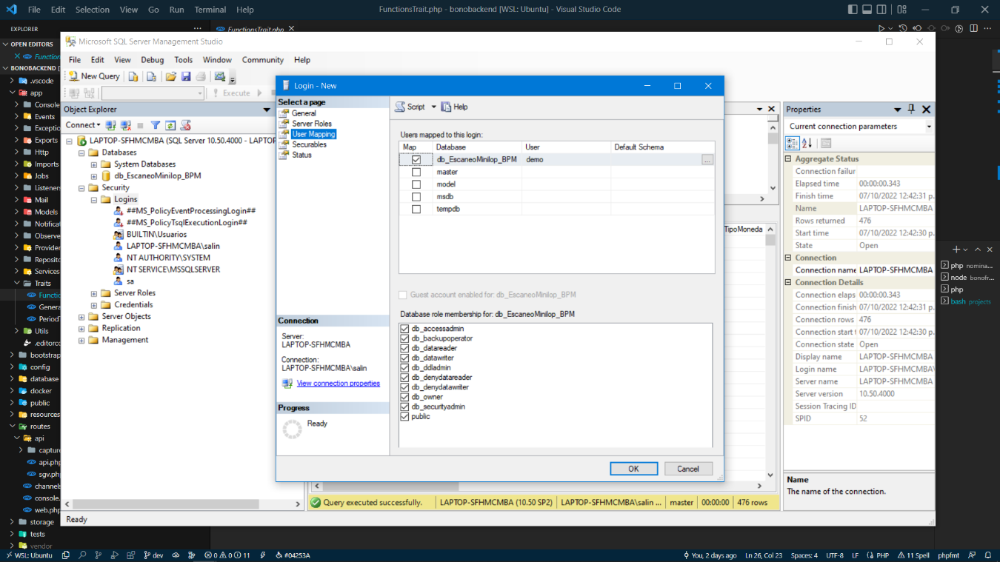 File Edit Selection View Go Run Terminal Help
FunctionsTrait.php - bonobackend [WSL: Ubuntu] - Visual Studio Code
EXPLORER
FunctionsTrait.php
OPEN EDITORS
Function
BONOBACKEND [
.vscode
app
Console
Events
Exceptio
Exports
Http
Imports
Jobs
Listeners
Mail
Models
Notificat
Observe
Provider
Reposito
Services
Traits
Functio
Genera
PeriodT
Utils
.editorco
bootstrap
config
database
docker
public
resources
routes
api
capture
api.php
sgv.php
channels
console.
web.php
storage
tests
vendor
Microsoft SQL Server Management Studio
File Edit View Debug Tools Window Community Help
New Query
Execute
Object Explorer
Connect
LAPTOP-SFHMCMBA (SQL Server 10.50.4000 - LAPTO
Databases
System Databases
db_EscaneoMinilop_BPM
Security
Logins
##MS_PolicyEventProcessingLogin##
##MS_PolicyTsqlExecutionLogin##
BUILTIN\Usuarios
LAPTOP-SFHMCMBA\salin
NT AUTHORITY\SYSTEM
NT SERVICE\MSSQLSERVER
sa
Server Roles
Credentials
Server Objects
Replication
Management
Ready
Login - New
Select a page
General
Server Roles
User Mapping
Securables
Status
Connection
Server:
LAPTOP-SFHMCMBA
Connection:
LAPTOP-SFHMCMBA\salin
View connection properties
Progress
Ready
Script Help
Users mapped to this login:
Map Database User Default Schema
db_EscaneoMinilop_BPM demo ...
master
model
msdb
tempdb
Guest account enabled for: db_EscaneoMinilop_BPM
Database role membership for: db_EscaneoMinilop_BPM
db_accessadmin
db_backupoperator
db_datareader
db_datawriter
db_ddladmin
db_denydatareader
db_denydatawriter
db_owner
db_securityadmin
public
OK Cancel
TipoMoneda
Query executed successfully. LAPTOP-SFHMCMBA (10.50 SP2) LAPTOP-SFHMCMBA\salin ... master 00:00:00 476 rows
Properties
Current connection parameters
Aggregate Status
Connection failur
Elapsed time 00:00:00.343
Finish time 07/10/2022 12:42:31 p.
Name LAPTOP-SFHMCMBA
Rows returned 476
Start time 07/10/2022 12:42:30 p.
State Open
Connection
Connection name LAPTOP-SFHMCMBA
Connection Details
Connection elaps 00:00:00.343
Connection finish 07/10/2022 12:42:31 p.
Connection rows 476
Connection start t 07/10/2022 12:42:30 p.
Connection state Open
Display name LAPTOP-SFHMCMBA
Login name LAPTOP-SFHMCMBA\
Server name LAPTOP-SFHMCMBA
Server version 10.50.4000
Session Tracing ID
SPID 52
Name
The name of the connection.
php nomina...
node bonofr...
php
bash projects
WSL: Ubuntu dev 0 0 11 #04253A
You, 2 days ago Ln 26, Col 23 Spaces: 4 UTF-8 LF PHP 11 Spell phpfmt